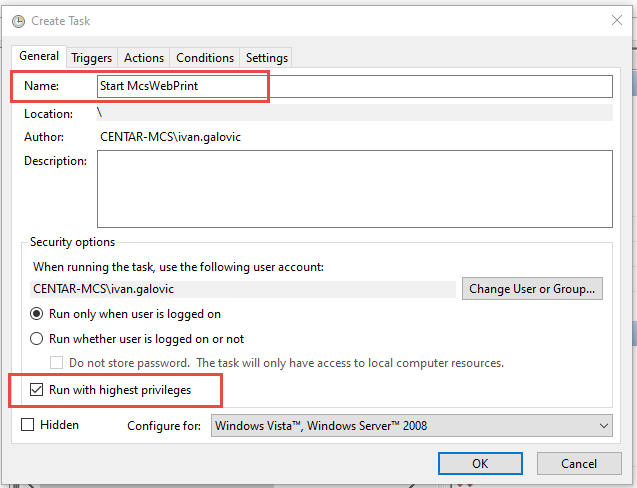 Create Task
General Triggers Actions Conditions Settings
Name: Start McsWebPrint
Location: \
Author: CENTAR-MCS\ivan.galovic
Description:
Security options
When running the task, use the following user account:
CENTAR-MCS\ivan.galovic Change User or Group...
Run only when user is logged on
Run whether user is logged on or not
Do not store password. The task will only have access to local computer resources.
Run with highest privileges
Hidden Configure for: Windows Vista™, Windows Server™ 2008
OK Cancel